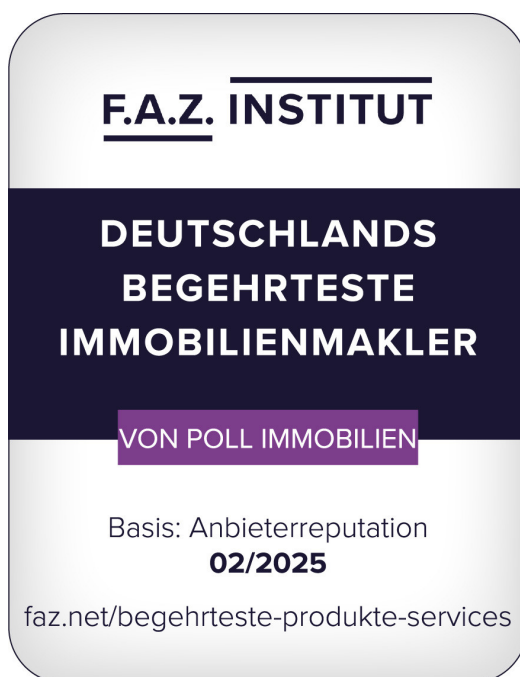 F.A.Z. INSTITUT
DEUTSCHLANDS
BEGEHRTESTE
IMMOBILIENMAKLER
VON POLL IMMOBILIEN
Basis: Anbieterreputation
02/2025
faz.net/begehrteste-produkte-services